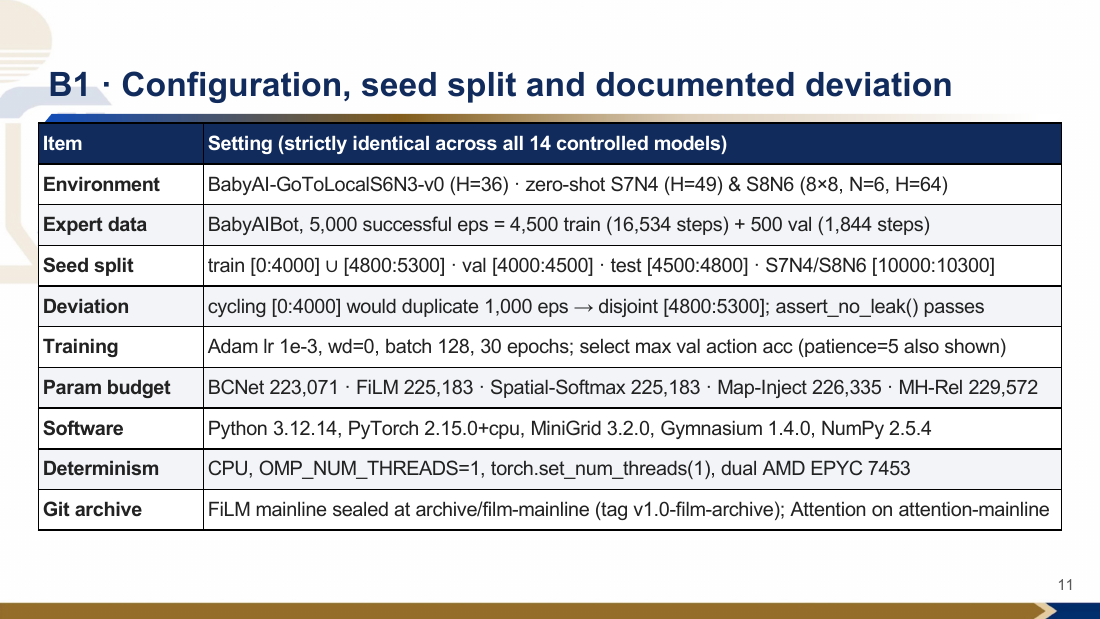 B1 · Configuration, seed split and documented deviation
Item Setting (strictly identical across all 14 controlled models)
Environment BabyAI-GoToLocalS6N3-v0 (H=36) · zero-shot S7N4 (H=49) & S8N6 (8×8, N=6, H=64)
Expert data BabyAIBot, 5,000 successful eps = 4,500 train (16,534 steps) + 500 val (1,844 steps)
Seed split train [0:4000] ∪ [4800:5300] · val [4000:4500] · test [4500:4800] · S7N4/S8N6 [10000:10300]
Deviation cycling [0:4000] would duplicate 1,000 eps → disjoint [4800:5300]; assert_no_leak() passes
Training Adam lr 1e-3, wd=0, batch 128, 30 epochs; select max val action acc (patience=5 also shown)
Param budget BCNet 223,071 · FiLM 225,183 · Spatial-Softmax 225,183 · Map-Inject 226,335 · MH-Rel 229,572
Software Python 3.12.14, PyTorch 2.15.0+cpu, MiniGrid 3.2.0, Gymnasium 1.4.0, NumPy 2.5.4
Determinism CPU, OMP_NUM_THREADS=1, torch.set_num_threads(1), dual AMD EPYC 7453
Git archive FiLM mainline sealed at archive/film-mainline (tag v1.0-film-archive); Attention on attention-mainline
11